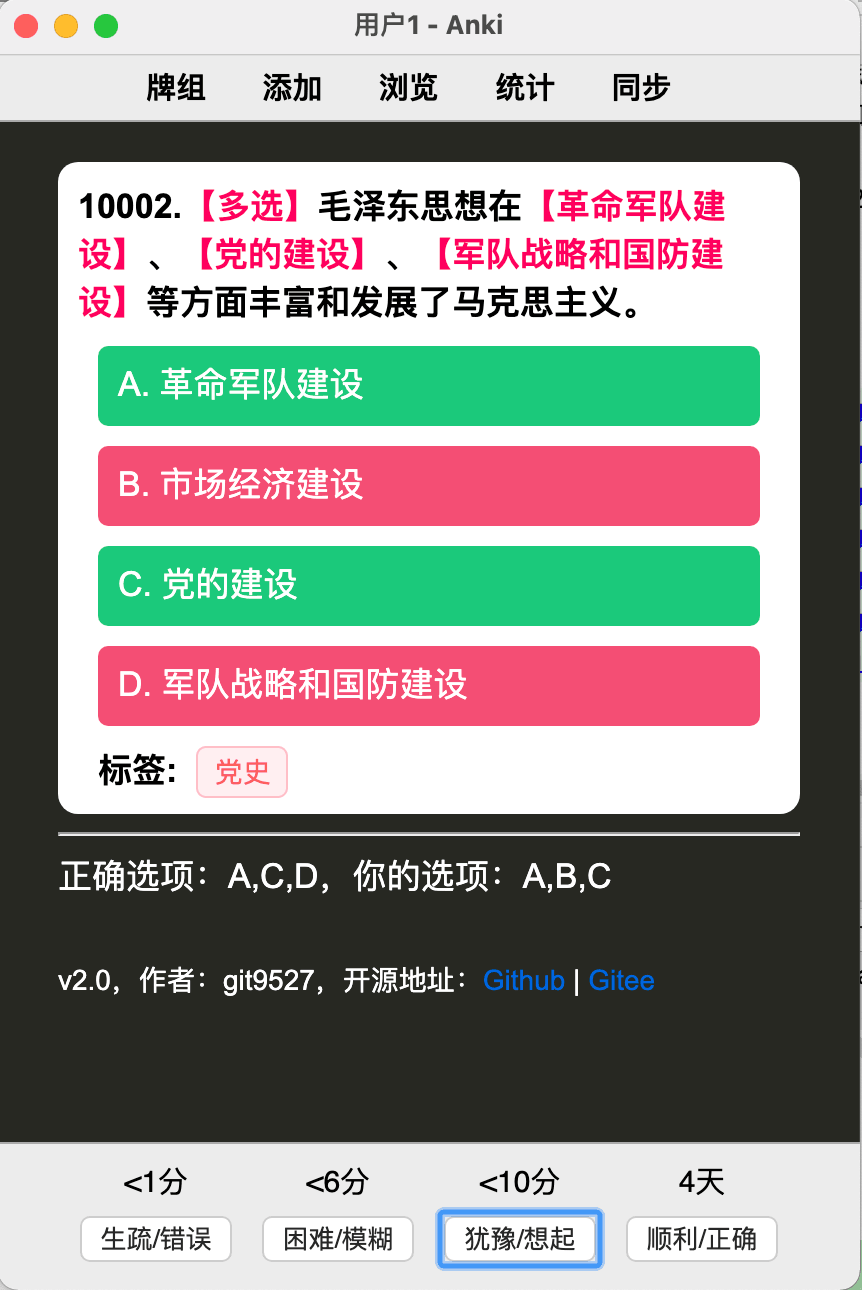 用户1 - Anki
牌组 添加 浏览 统计 同步
10002.【多选】毛泽东思想在【革命军队建
设】、【党的建设】、【军队战略和国防建
设】等方面丰富和发展了马克思主义。
A. 革命军队建设
B. 市场经济建设
C. 党的建设
D. 军队战略和国防建设
标签: 党史
正确选项：A,C,D，你的选项：A,B,C
v2.0，作者：git9527，开源地址：Github | Gitee
<1分 <6分 <10分 4天
生疏/错误 困难/模糊 犹豫/想起 顺利/正确